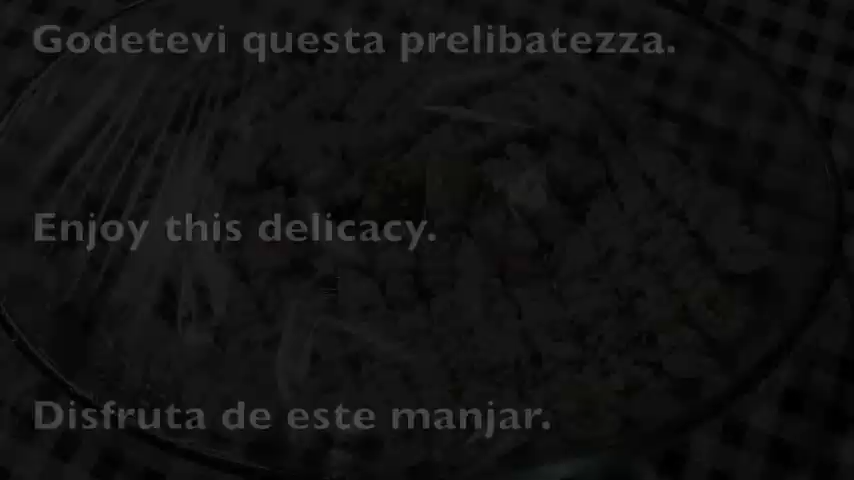 Godetevi questa prelibatezza.
Enjoy this delicacy.
Disfruta de este manjar.